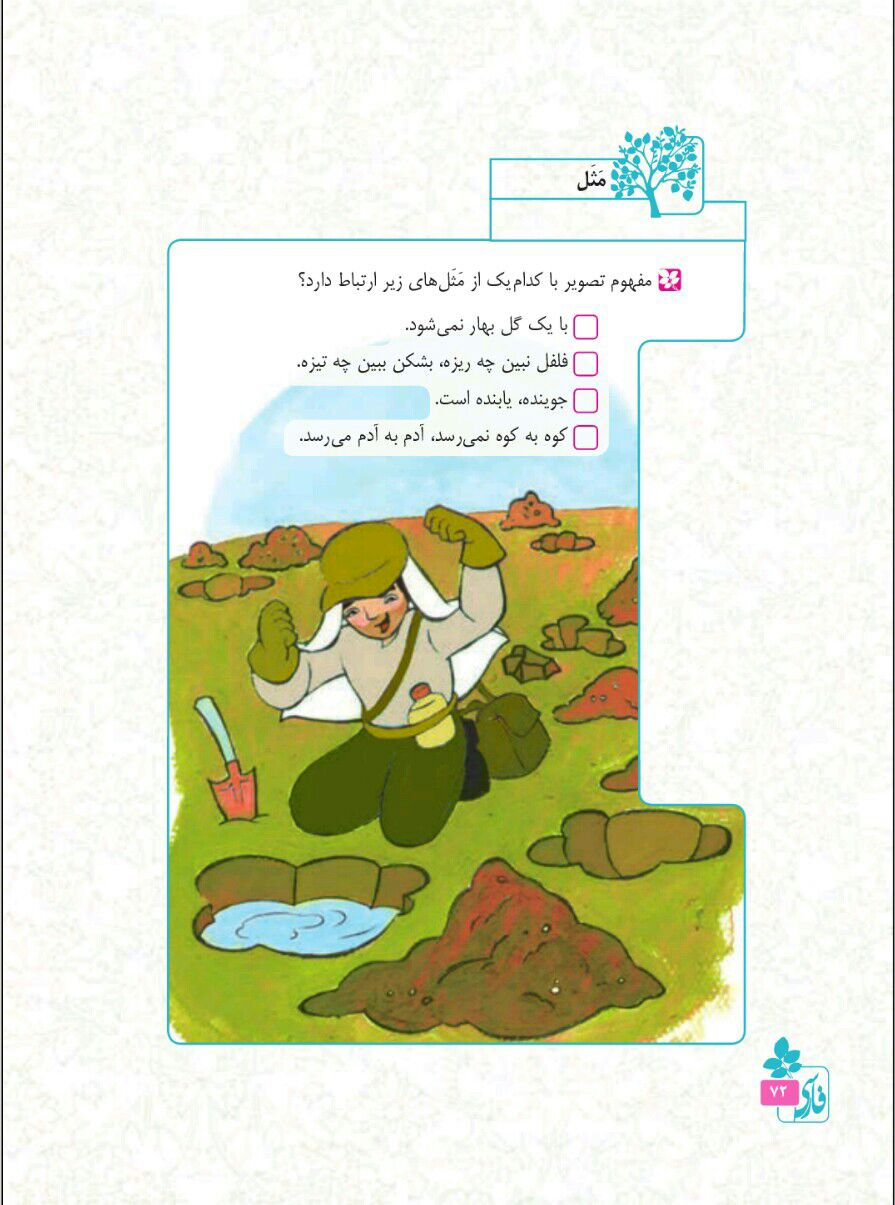 مَثَل
مفهوم تصویر با کدام‌یک از مَثَل‌های زیر ارتباط دارد؟
با یک گل بهار نمی‌شود.
فلفل نبین چه ریزه، بشکن ببین چه تیزه.
جوینده، یابنده است.
کوه به کوه نمی‌رسد، آدم به آدم می‌رسد.
فارسی
۷۲